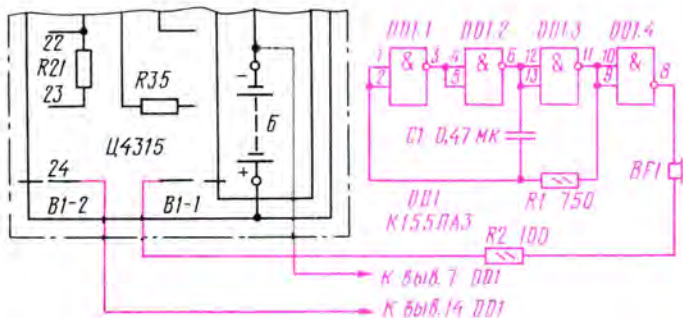 DD1.1 DD1.2 DD1.3 DD1.4
22
1 3 4 6 12 11 10 8
2 5 13 9
& & & &
R21
R35
23
-
Б
C1 0,47 МК
Ц4315
BF1
+
24
R1 750
DD1
К155ЛА3
В1-2 В1-1
R2 100
К ВЫВ. 7 DD1
К ВЫВ. 14 DD1